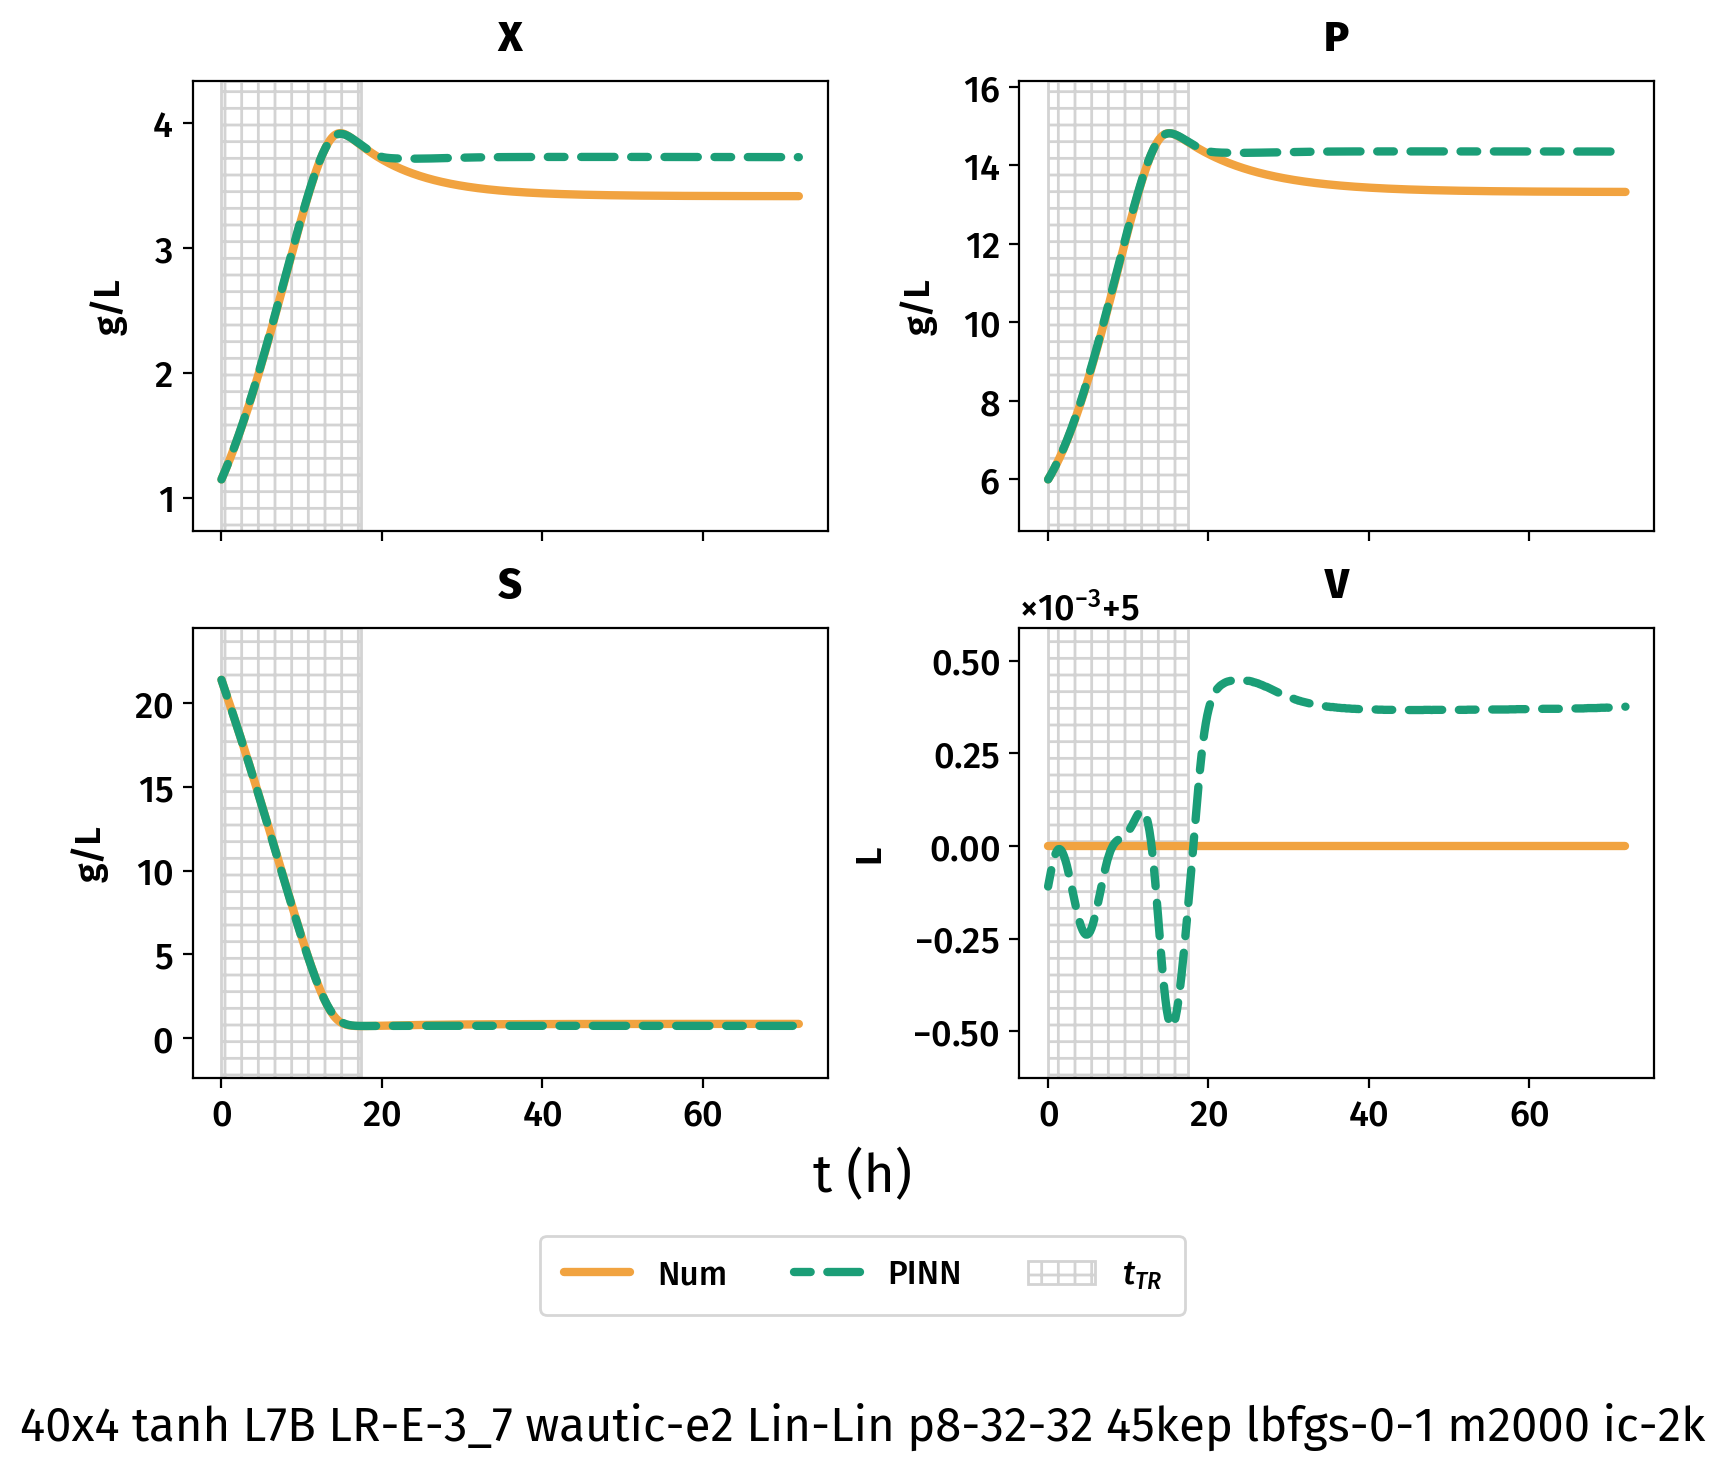 X
P
4
3
2
1
g/L
16
14
12
10
8
6
g/L
S
V
×10⁻³+5
20
15
10
5
0
g/L
0.50
0.25
0.00
−0.25
−0.50
L
0 20 40 60
0 20 40 60
t (h)
Num PINN t_TR
40x4 tanh L7B LR-E-3_7 wautic-e2 Lin-Lin p8-32-32 45kep lbfgs-0-1 m2000 ic-2k